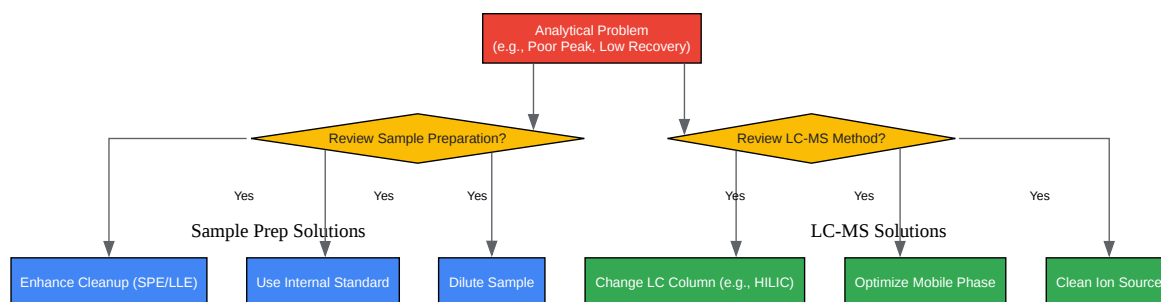 Analytical Problem
(e.g., Poor Peak, Low Recovery)
Review Sample Preparation?
Review LC-MS Method?
Yes
Yes
Yes
Yes
Yes
Yes
Sample Prep Solutions
LC-MS Solutions
Enhance Cleanup (SPE/LLE)
Use Internal Standard
Dilute Sample
Change LC Column (e.g., HILIC)
Optimize Mobile Phase
Clean Ion Source